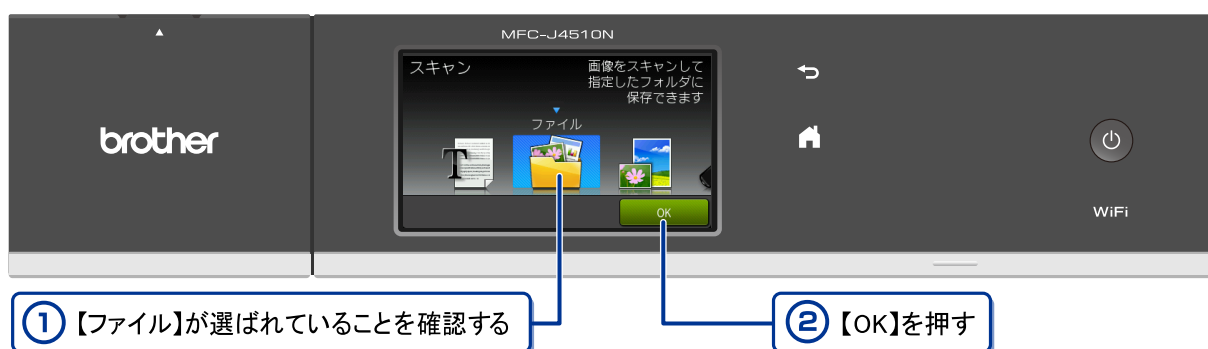 MFC-J4510N
brother
スキャン
画像をスキャンして
指定したフォルダに
保存できます
ファイル
T
OK
WiFi
① 【ファイル】が選ばれていることを確認する
② 【OK】を押す